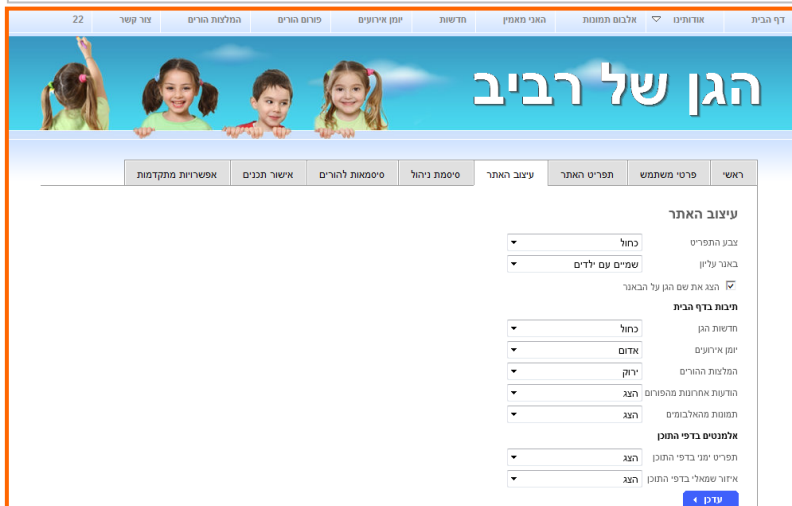 דף הבית אודותינו אלבום תמונות האני מאמין חדשות יומן אירועים פורום הורים המלצות הורים צור קשר 22
הגן של רביב
ראשי פרטי משתמש תפריט האתר עיצוב האתר סיסמת ניהול סיסמאות להורים אישור תכנים אפשרויות מתקדמות
עיצוב האתר
צבע התפריט כחול
באנר עליון שמיים עם ילדים
הצג את שם הגן על הבאנר
תיבות בדף הבית
חדשות הגן כחול
יומן אירועים אדום
המלצות ההורים ירוק
הודעות אחרונות מהפורום הצג
תמונות מהאלבומים הצג
אלמנטים בדפי התוכן
תפריט ימני בדפי התוכן הצג
איזור שמאלי בדפי התוכן הצג
עדכן